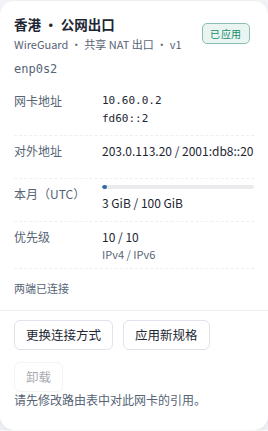 香港 · 公网出口
已应用
WireGuard · 共享 NAT 出口 · v1
enp0s2
网卡地址
10.60.0.2
fd60::2
对外地址
203.0.113.20 / 2001:db8::20
本月（UTC）
3 GiB / 100 GiB
优先级
10 / 10
IPv4 / IPv6
两端已连接
更换连接方式
应用新规格
卸载
请先修改路由表中对此网卡的引用。